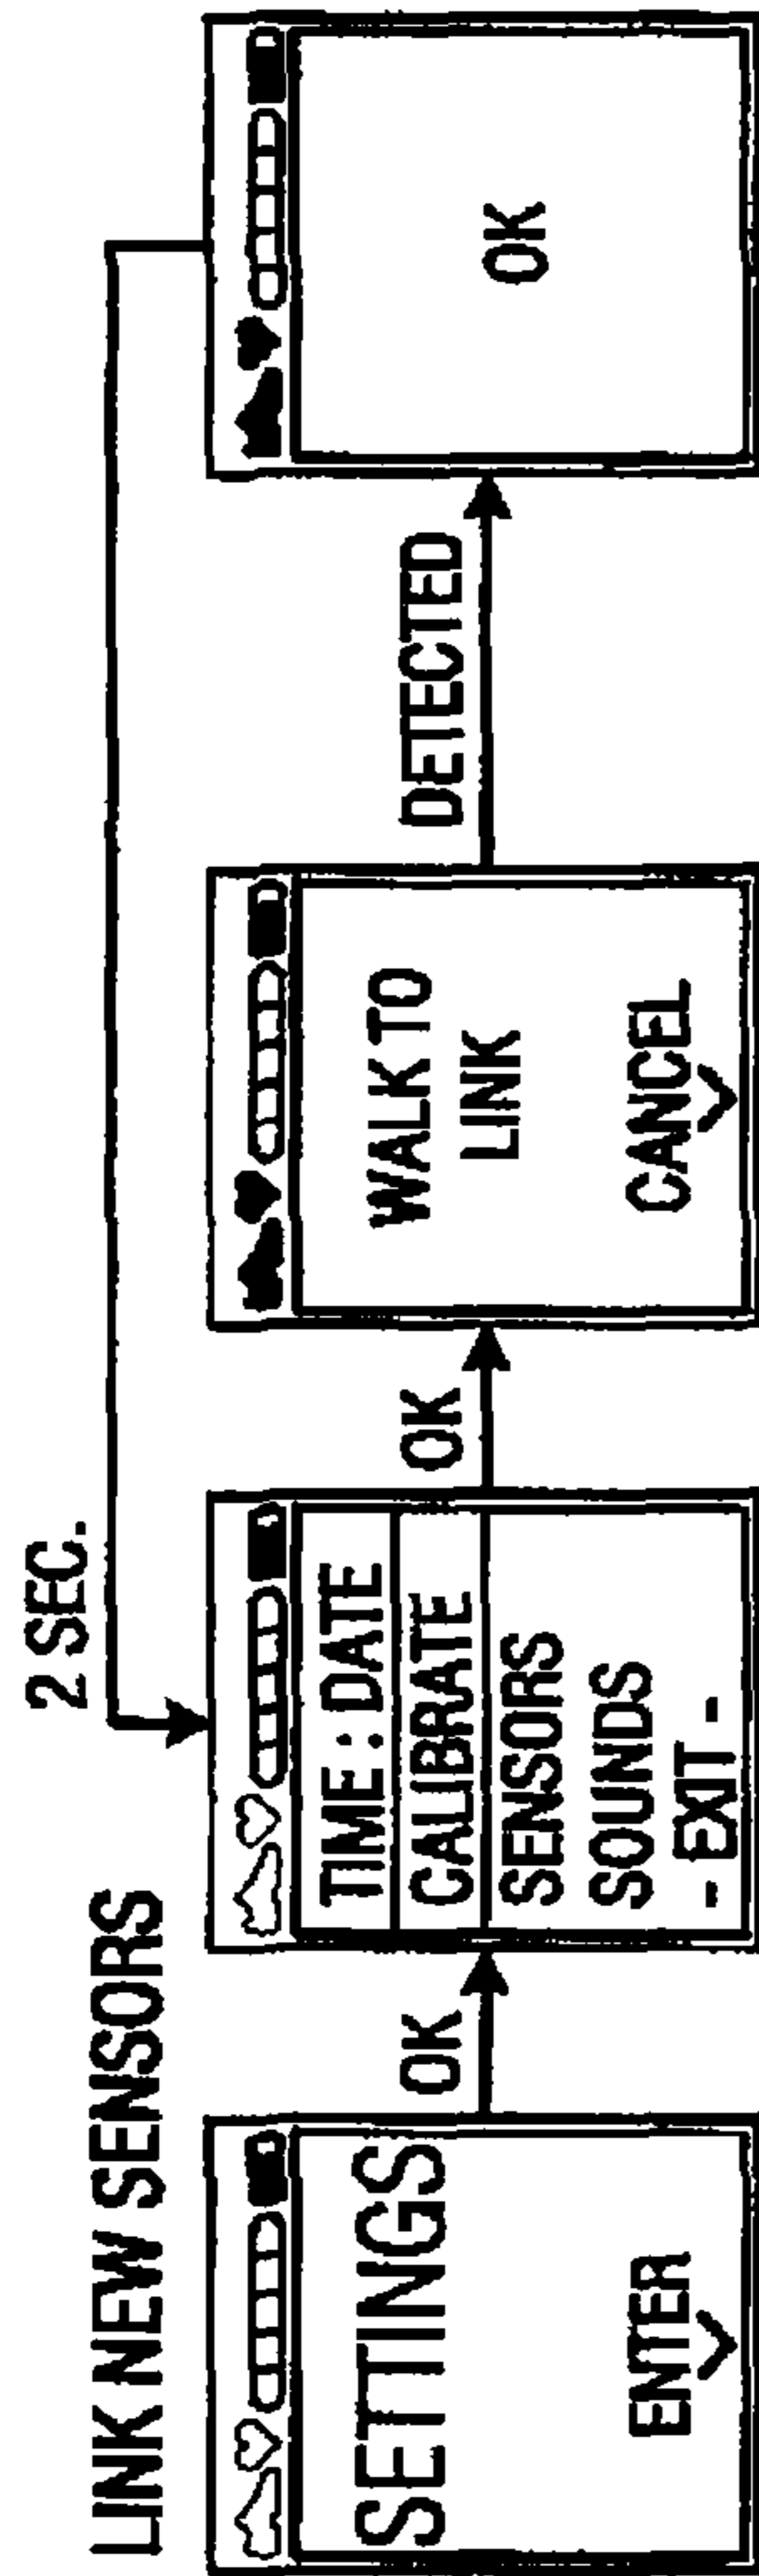 LINK NEW SENSORS
2 SEC.
SETTINGS
ENTER
OK
TIME : DATE
CALIBRATE
SENSORS
SOUNDS
- EXIT -
OK
WALK TO
LINK
CANCEL
DETECTED
OK